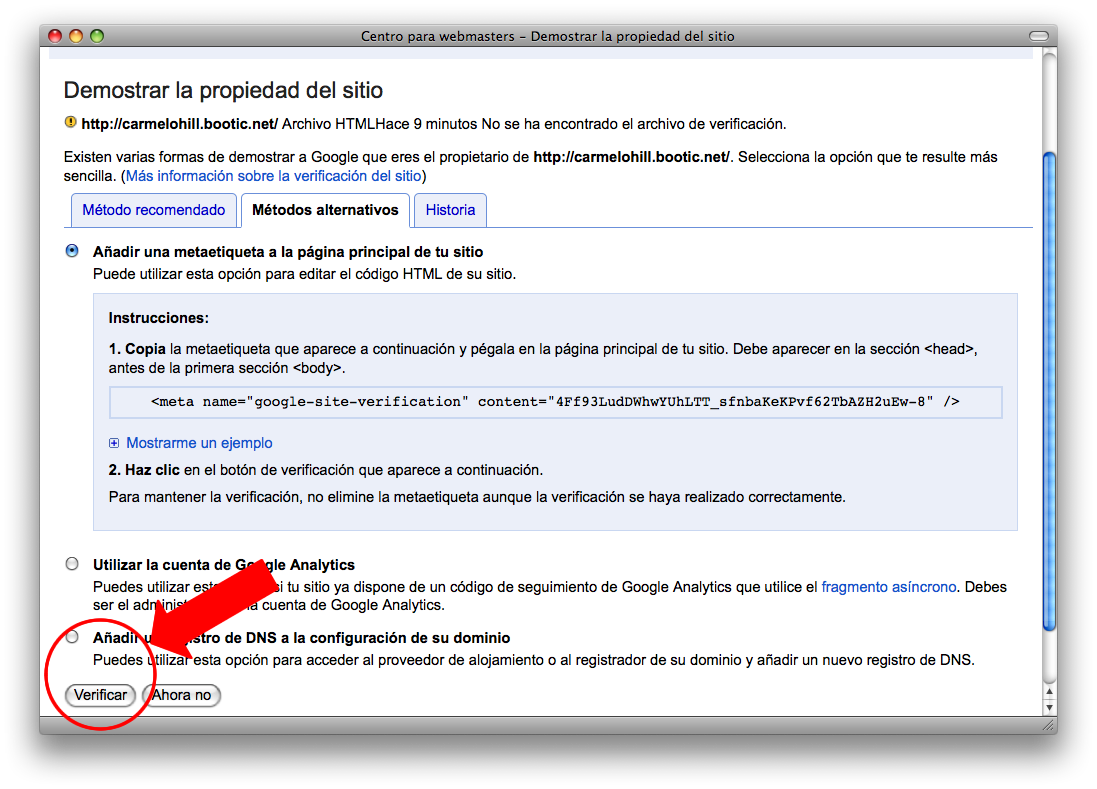 Centro para webmasters – Demostrar la propiedad del sitio
Demostrar la propiedad del sitio
http://carmelohill.bootic.net/ Archivo HTMLHace 9 minutos No se ha encontrado el archivo de verificación.
Existen varias formas de demostrar a Google que eres el propietario de http://carmelohill.bootic.net/. Selecciona la opción que te resulte más
sencilla. (Más información sobre la verificación del sitio)
Método recomendado Métodos alternativos Historia
Añadir una metaetiqueta a la página principal de tu sitio
Puede utilizar esta opción para editar el código HTML de su sitio.
Instrucciones:
1. Copia la metaetiqueta que aparece a continuación y pégala en la página principal de tu sitio. Debe aparecer en la sección <head>,
antes de la primera sección <body>.
<meta name="google-site-verification" content="4Ff93LudDWhwYUhLTT_sfnbaKeKPvf62TbAZH2uEw-8" />
Mostrarme un ejemplo
2. Haz clic en el botón de verificación que aparece a continuación.
Para mantener la verificación, no elimine la metaetiqueta aunque la verificación se haya realizado correctamente.
Utilizar la cuenta de Google Analytics
Puedes utilizar si tu sitio ya dispone de un código de seguimiento de Google Analytics que utilice el fragmento asíncrono. Debes
ser el la cuenta de Google Analytics.
Añadir un registro de DNS a la configuración de su dominio
Puedes utilizar esta opción para acceder al proveedor de alojamiento o al registrador de su dominio y añadir un nuevo registro de DNS.
Verificar Ahora no